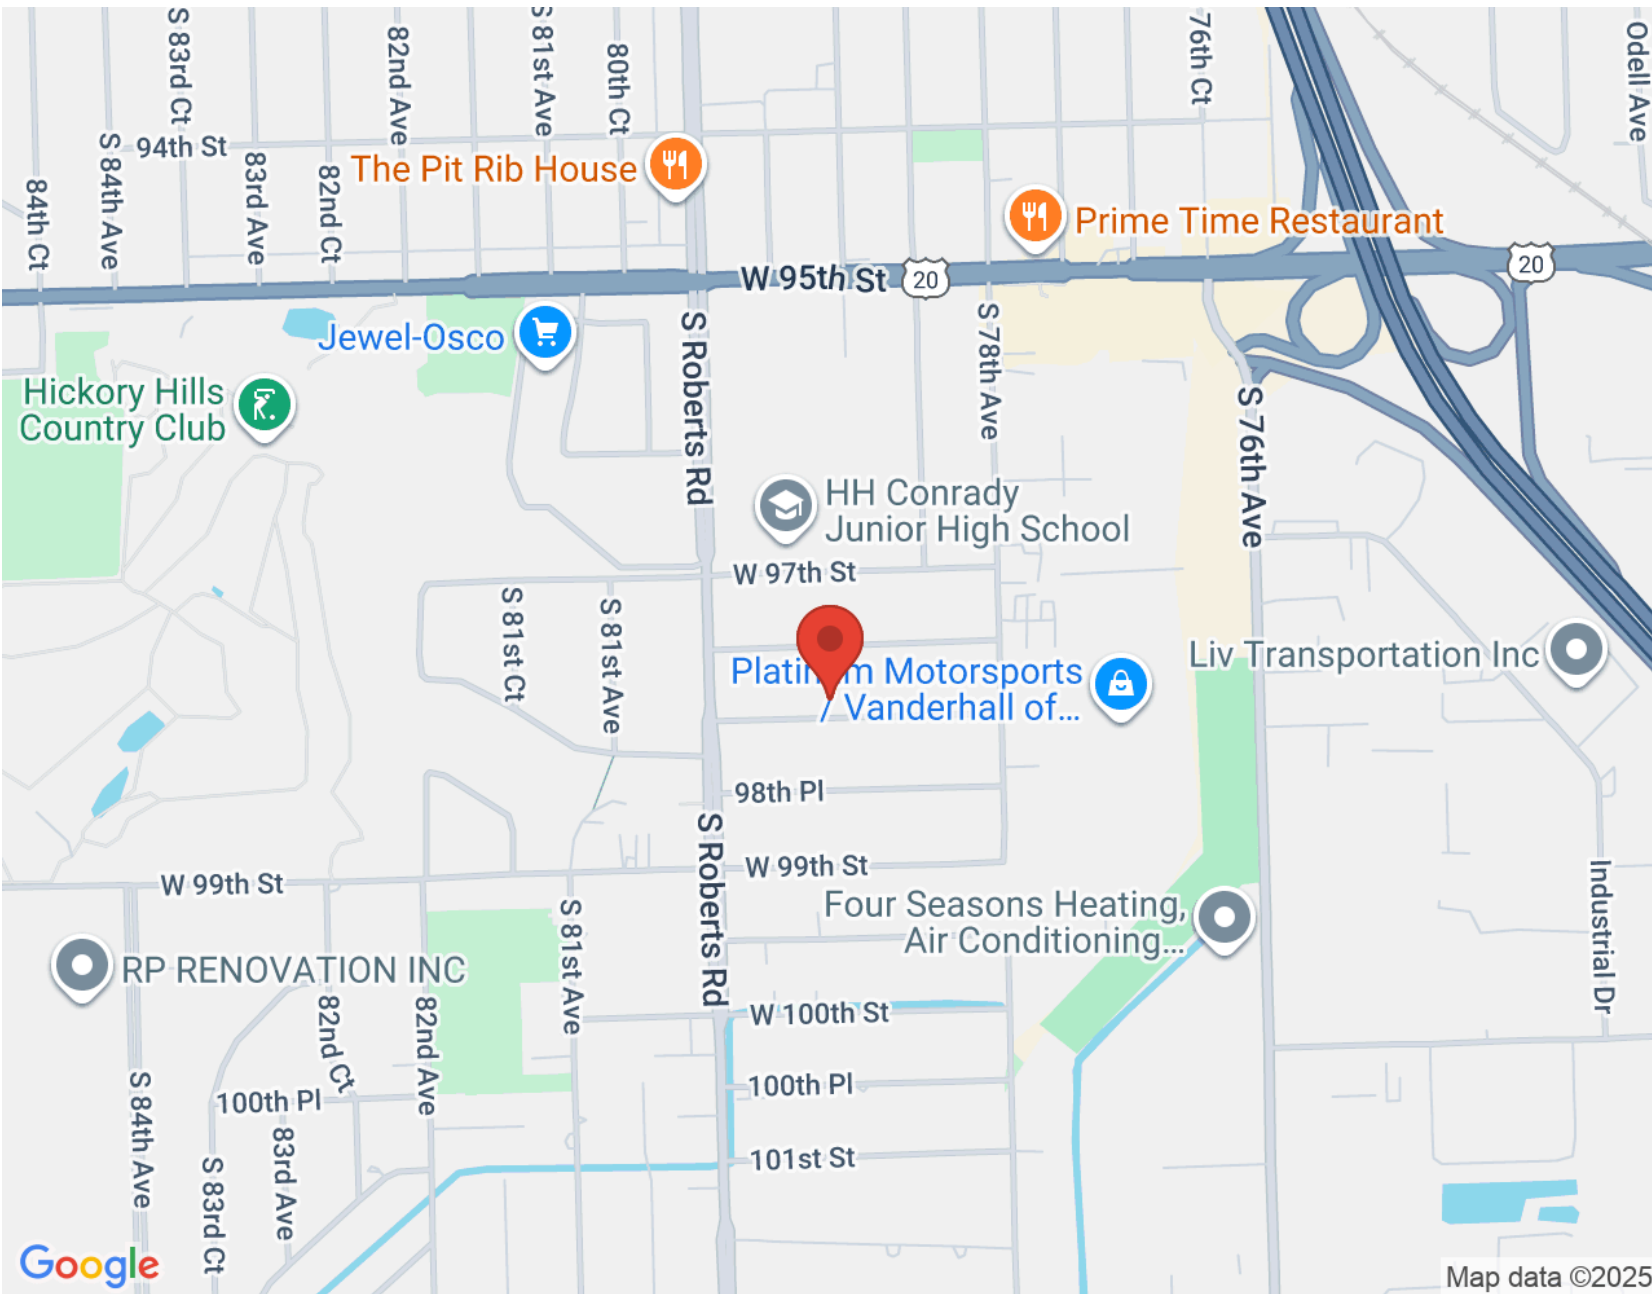 S 83rd Ct
82nd Ave
S 81st Ave
80th Ct
76th Ct
Odell Ave
94th St
S 84th Ave
84th Ct
83rd Ave
82nd Ct
The Pit Rib House
Prime Time Restaurant
W 95th St
20
20
Jewel-Osco
S Roberts Rd
S 78th Ave
Hickory Hills
Country Club
S 76th Ave
HH Conrady
Junior High School
W 97th St
S 81st Ct
S 81st Ave
Platinum Motorsports
/ Vanderhall of...
Liv Transportation Inc
98th Pl
S Roberts Rd
W 99th St
W 99th St
Four Seasons Heating,
Air Conditioning...
Industrial Dr
S 81st Ave
RP RENOVATION INC
82nd Ct
82nd Ave
W 100th St
S 84th Ave
100th Pl
100th Pl
83rd Ave
S 83rd Ct
101st St
Google
Map data ©2025